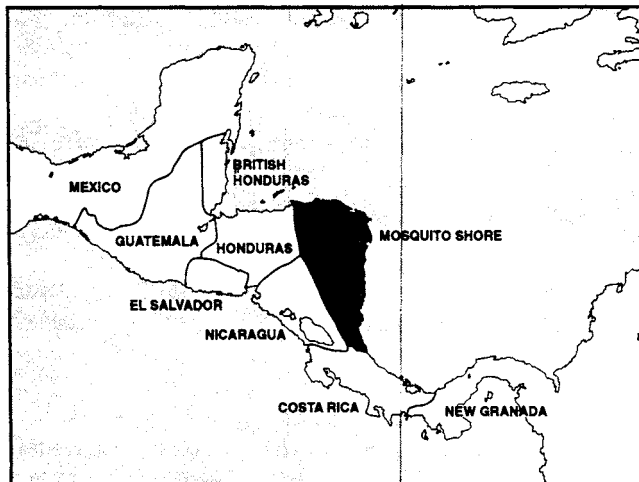 MEXICO
BRITISH
HONDURAS
GUATEMALA
HONDURAS
MOSQUITO SHORE
EL SALVADOR
NICARAGUA
COSTA RICA
NEW GRANADA